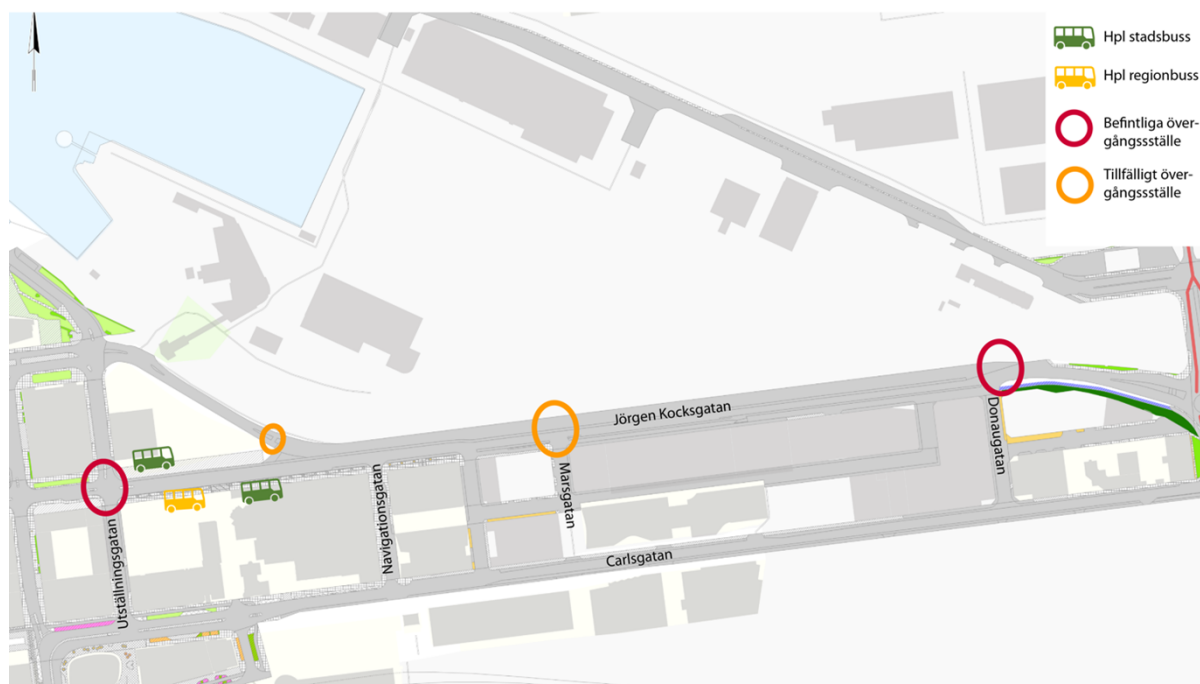 Hpl stadsbuss
Hpl regionbuss
Befintliga över-
gångsställe
Tillfälligt över-
gångsställe
Jörgen Kocksgatan
Donaugatan
Marsgatan
Navigationsgatan
Carlsgatan
Utställningsgatan